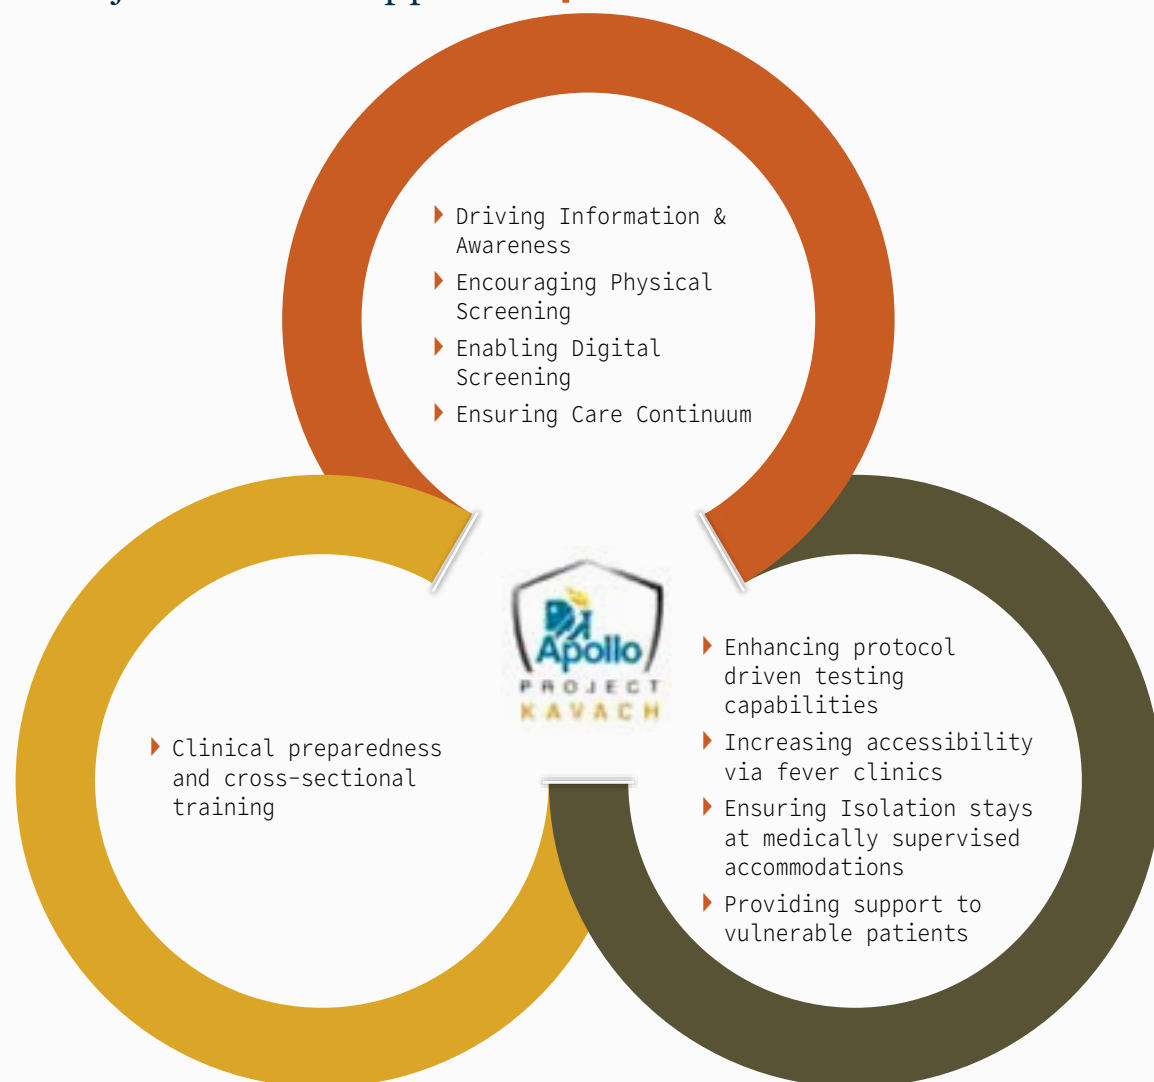 Driving Information &
Awareness
Encouraging Physical
Screening
Enabling Digital
Screening
Ensuring Care Continuum
Apollo
PROJECT
KAVACH
Enhancing protocol
driven testing
capabilities
Increasing accessibility
via fever clinics
Ensuring Isolation stays
at medically supervised
accommodations
Providing support to
vulnerable patients
Clinical preparedness
and cross-sectional
training